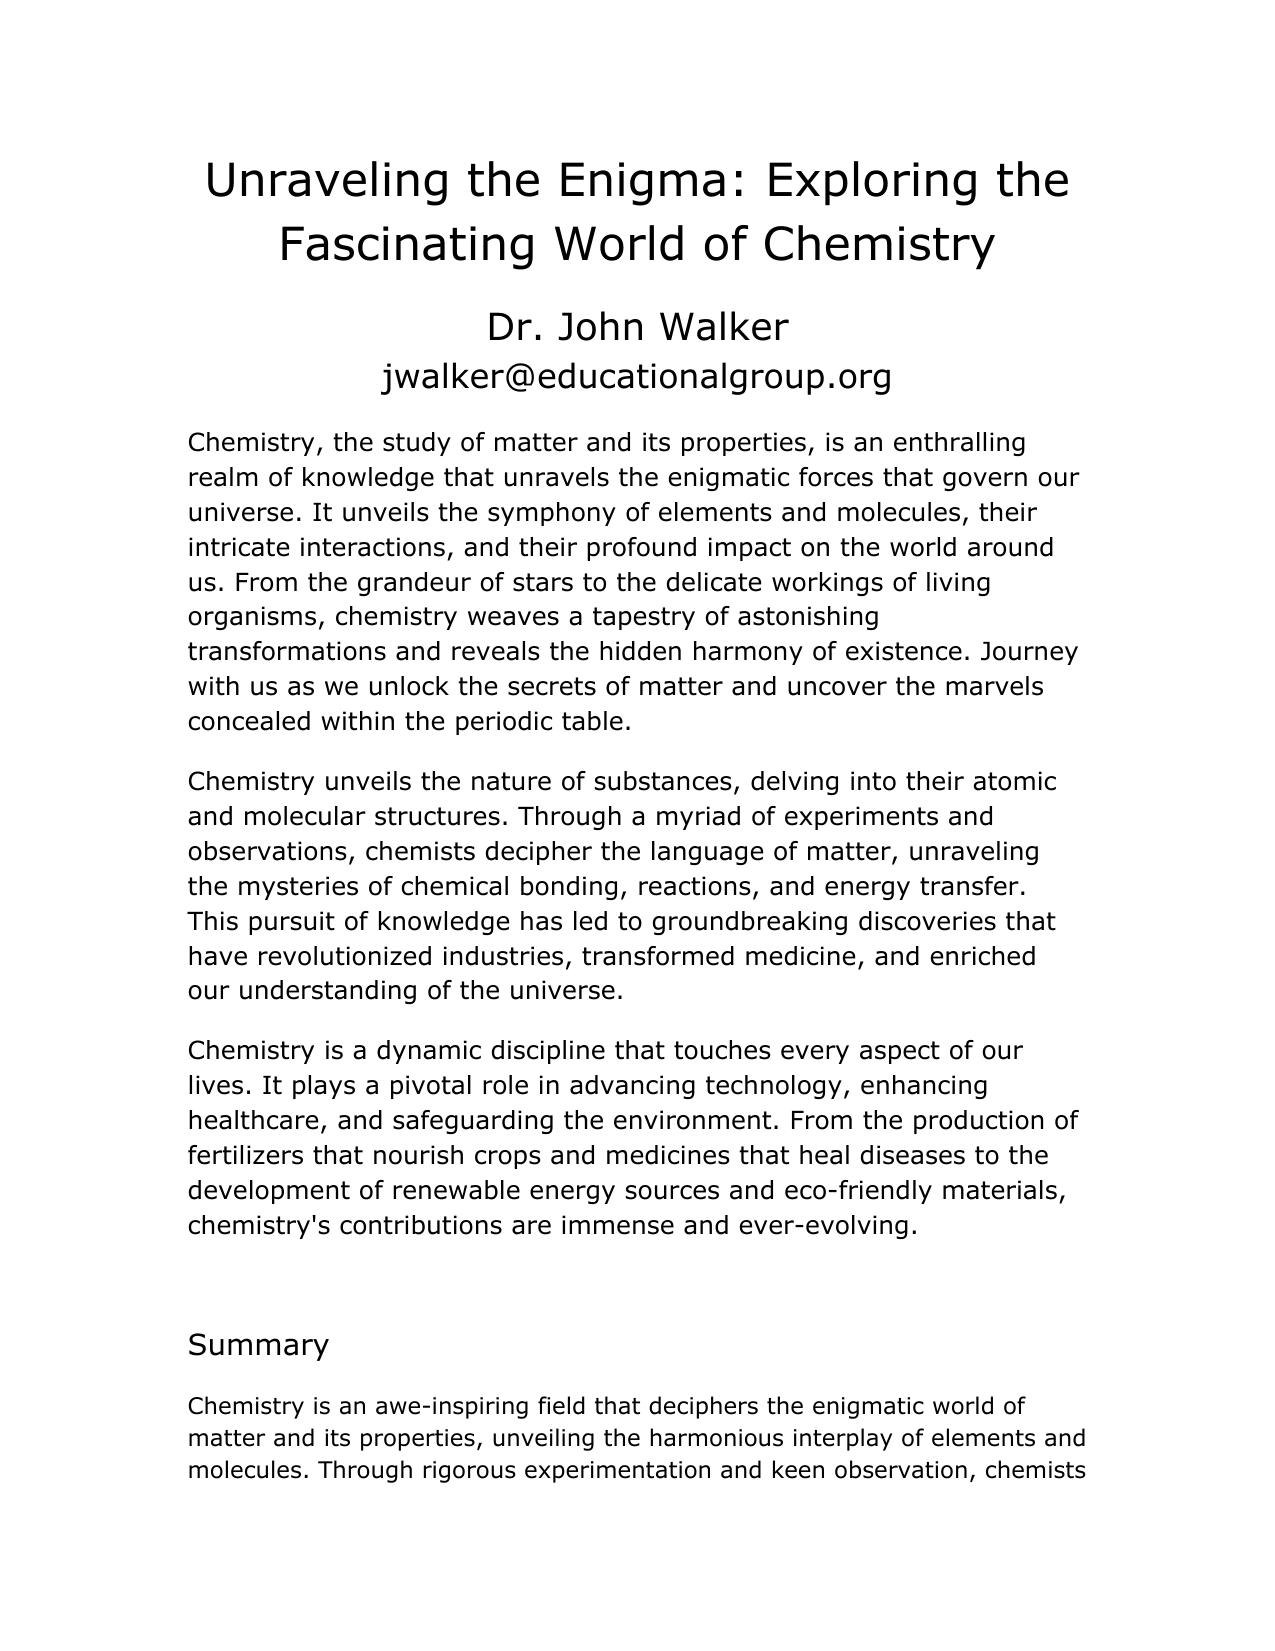 Unraveling the Enigma: Exploring the
Fascinating World of Chemistry
Dr. John Walker
jwalker@educationalgroup.org
Chemistry, the study of matter and its properties, is an enthralling
realm of knowledge that unravels the enigmatic forces that govern our
universe. It unveils the symphony of elements and molecules, their
intricate interactions, and their profound impact on the world around
us. From the grandeur of stars to the delicate workings of living
organisms, chemistry weaves a tapestry of astonishing
transformations and reveals the hidden harmony of existence. Journey
with us as we unlock the secrets of matter and uncover the marvels
concealed within the periodic table.
Chemistry unveils the nature of substances, delving into their atomic
and molecular structures. Through a myriad of experiments and
observations, chemists decipher the language of matter, unraveling
the mysteries of chemical bonding, reactions, and energy transfer.
This pursuit of knowledge has led to groundbreaking discoveries that
have revolutionized industries, transformed medicine, and enriched
our understanding of the universe.
Chemistry is a dynamic discipline that touches every aspect of our
lives. It plays a pivotal role in advancing technology, enhancing
healthcare, and safeguarding the environment. From the production of
fertilizers that nourish crops and medicines that heal diseases to the
development of renewable energy sources and eco-friendly materials,
chemistry's contributions are immense and ever-evolving.
Summary
Chemistry is an awe-inspiring field that deciphers the enigmatic world of
matter and its properties, unveiling the harmonious interplay of elements and
molecules. Through rigorous experimentation and keen observation, chemists